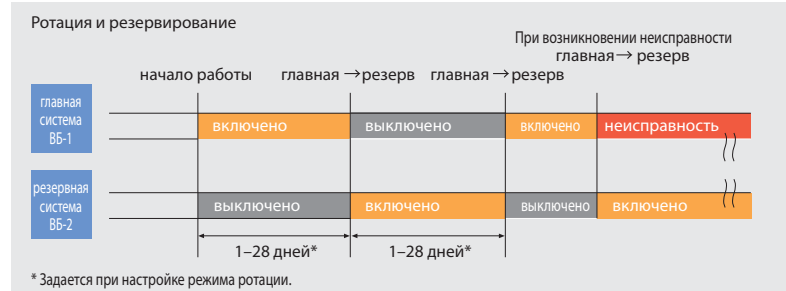 Ротация и резервирование
При возникновении неисправности
главная → резерв
начало работы
главная → резерв
главная → резерв
главная
система
ВБ-1
включено
выключено
включено
неисправность
резервная
система
ВБ-2
выключено
включено
выключено
включено
1–28 дней*
1–28 дней*
* Задается при настройке режима ротации.